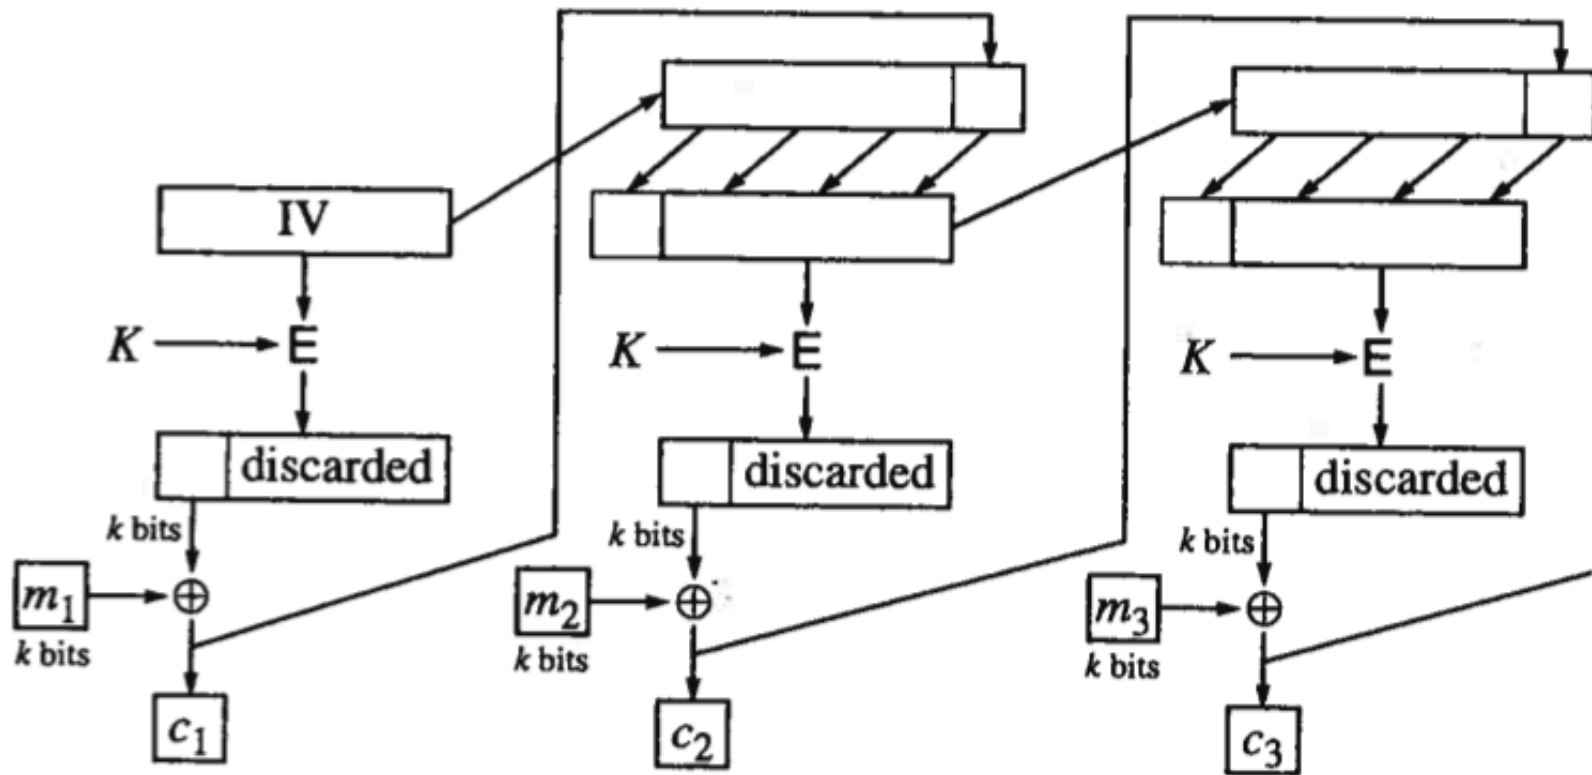 IV
K
E
discarded
k bits
m1
k bits
c1
K
E
discarded
k bits
m2
k bits
c2
K
E
discarded
k bits
m3
k bits
c3